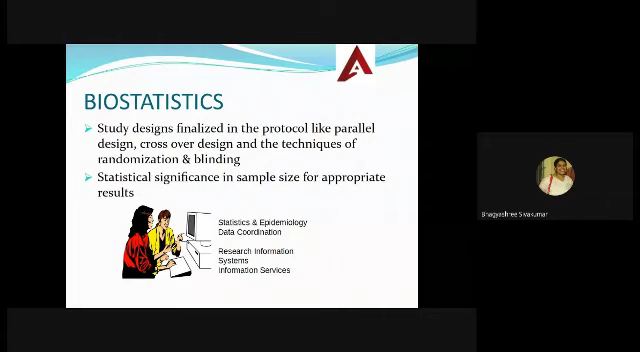 BIOSTATISTICS
Study designs finalized in the protocol like parallel
design, cross over design and the techniques of
randomization & blinding
Statistical significance in sample size for appropriate
results
Statistics & Epidemiology
Data Coordination
Research Information
Systems
Information Services
Bhagyashree Sivakumar